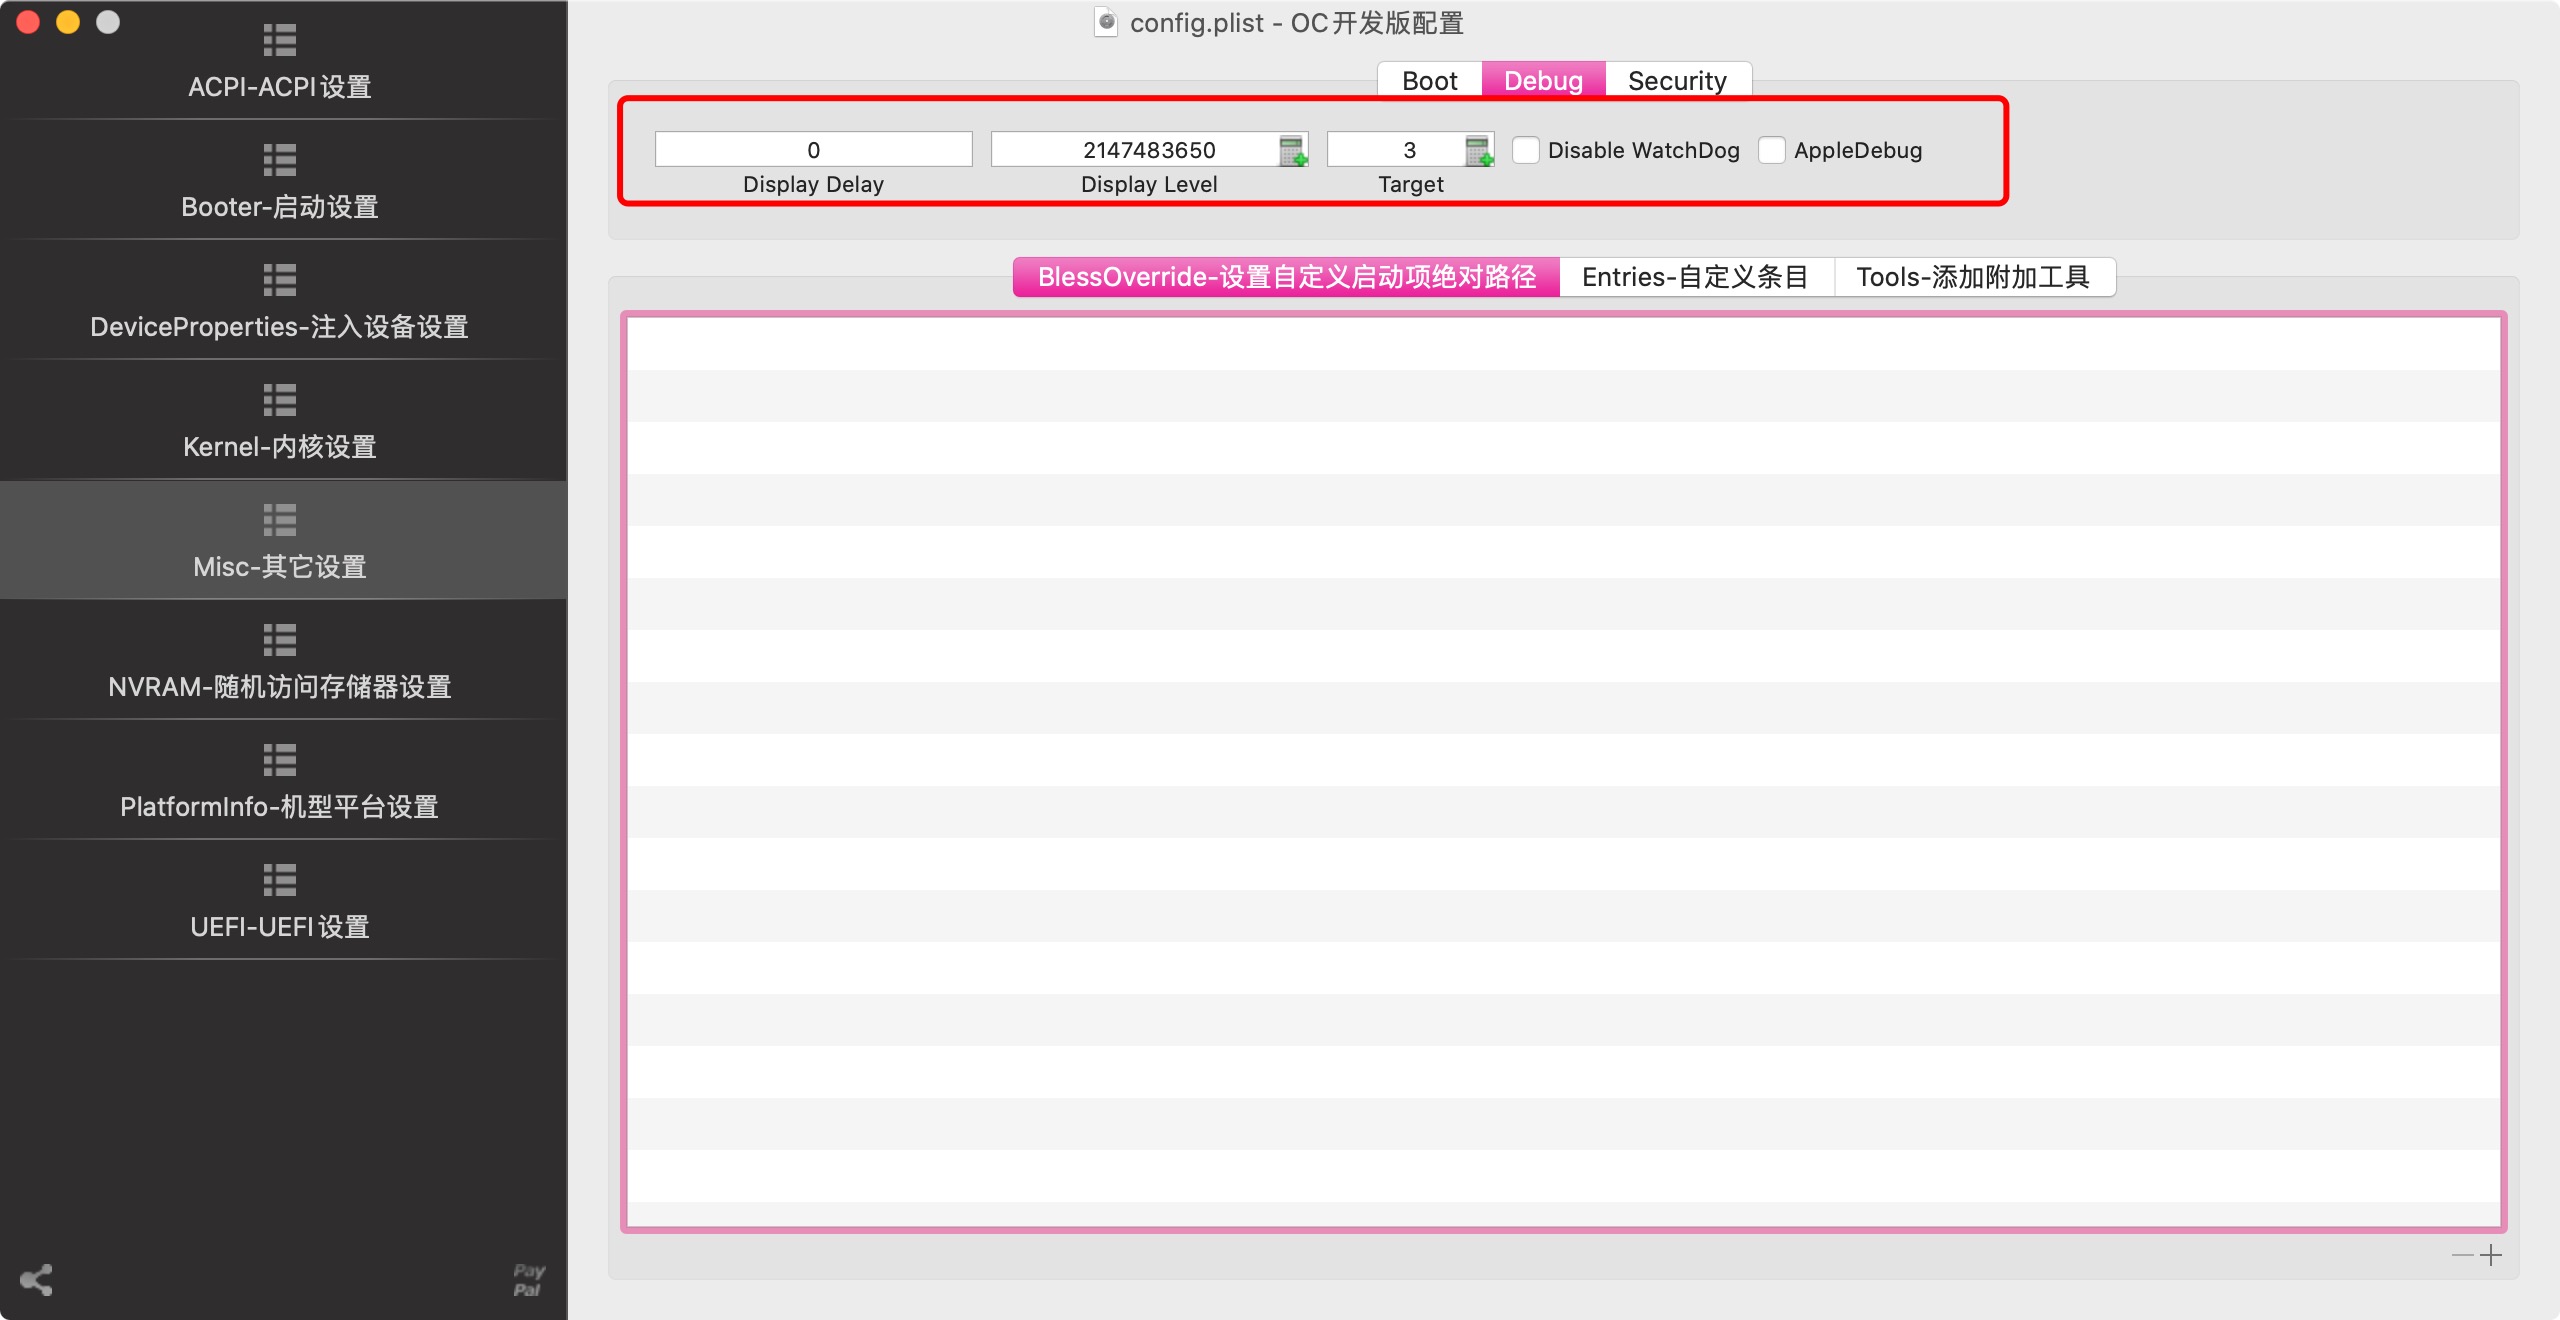 config.plist - OC开发版配置
ACPI-ACPI设置
Booter-启动设置
DeviceProperties-注入设备设置
Kernel-内核设置
Misc-其它设置
NVRAM-随机访问存储器设置
PlatformInfo-机型平台设置
UEFI-UEFI设置
Pay
Pal
Boot Debug Security
0 2147483650 3 Disable WatchDog AppleDebug
Display Delay Display Level Target
BlessOverride-设置自定义启动项绝对路径 Entries-自定义条目 Tools-添加附加工具